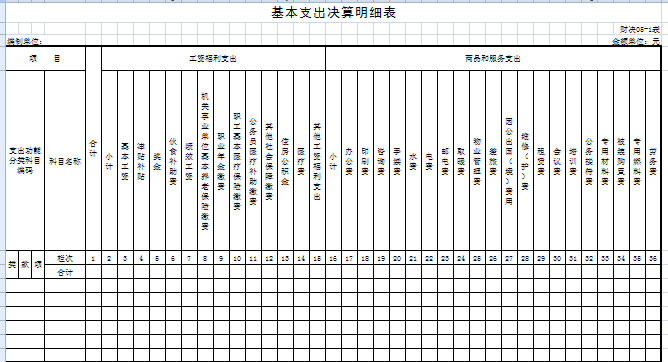 基本支出决算明细表
财决05-1表
编制单位： 金额单位：元
项 目 合计 工资福利支出 商品和服务支出
支出功能分类科目编码 科目名称 小计 基本工资 津贴补贴 奖金 伙食补助费 绩效工资 机关事业单位基本养老保险缴费 职业年金缴费 职工基本医疗保险缴费 公务员医疗补助缴费 其他社会保障缴费 住房公积金 医疗费 其他工资福利支出 小计 办公费 印刷费 咨询费 手续费 水费 电费 邮电费 取暖费 物业管理费 差旅费 因公出国（境）费用 维修（护）费 租赁费 会议费 培训费 公务接待费 专用材料费 被装购置费 专用燃料费 劳务费
类 款 项 栏次 1 2 3 4 5 6 7 8 9 10 11 12 13 14 15 16 17 18 19 20 21 22 23 24 25 26 27 28 29 30 31 32 33 34 35 36
合计